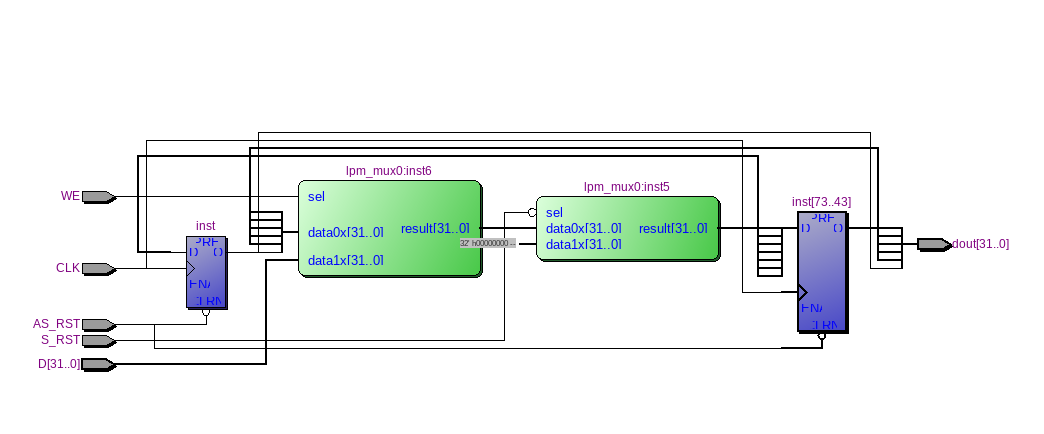 lpm_mux0:inst6
lpm_mux0:inst5
WE
sel
inst
inst[73..43]
sel
PRE
D Q
data0x[31..0]
result[31..0]
data0x[31..0]
result[31..0]
PRE
D Q
32' h00000000 --
data1x[31..0]
dout[31..0]
CLK
data1x[31..0]
ENA
CLRN
ENA
CLRN
AS_RST
S_RST
D[31..0]